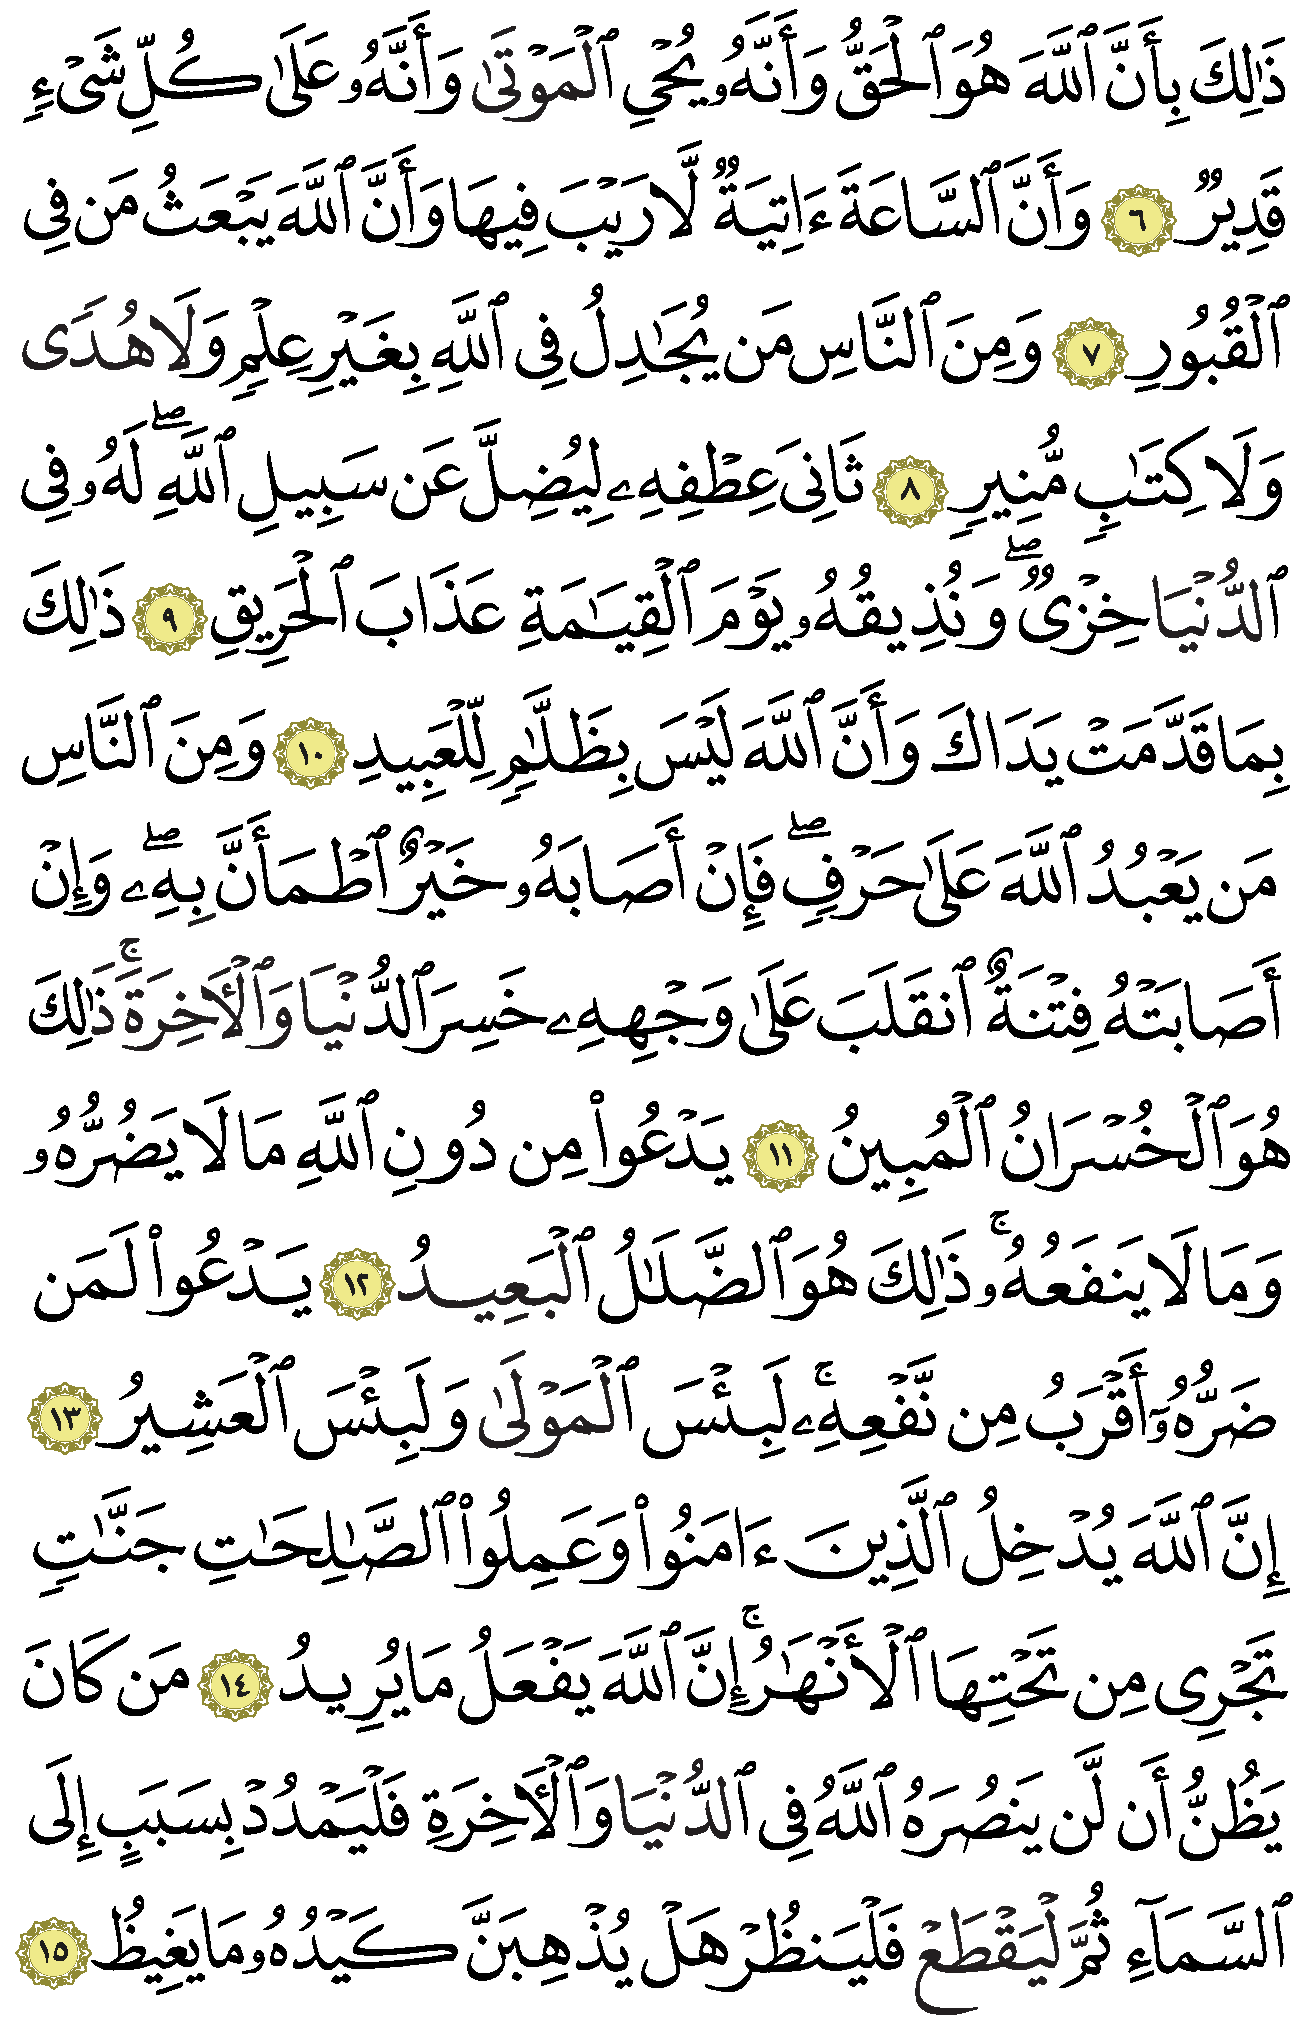 ذَٰلِكَ بِأَنَّ ٱللَّهَ هُوَ ٱلْحَقُّ وَأَنَّهُۥ يُحْىِ ٱلْمَوْتَىٰ وَأَنَّهُۥ عَلَىٰ كُلِّ شَىْءٍ
قَدِيرٌ ٦ وَأَنَّ ٱلسَّاعَةَ ءَاتِيَةٌ لَّا رَيْبَ فِيهَا وَأَنَّ ٱللَّهَ يَبْعَثُ مَن فِى
ٱلْقُبُورِ ٧ وَمِنَ ٱلنَّاسِ مَن يُجَٰدِلُ فِى ٱللَّهِ بِغَيْرِ عِلْمٍ وَلَا هُدًى
وَلَا كِتَٰبٍ مُّنِيرٍ ٨ ثَانِىَ عِطْفِهِۦ لِيُضِلَّ عَن سَبِيلِ ٱللَّهِ ۖ لَهُۥ فِى
ٱلدُّنْيَا خِزْىٌ ۖ وَنُذِيقُهُۥ يَوْمَ ٱلْقِيَٰمَةِ عَذَابَ ٱلْحَرِيقِ ٩ ذَٰلِكَ
بِمَا قَدَّمَتْ يَدَاكَ وَأَنَّ ٱللَّهَ لَيْسَ بِظَلَّٰمٍ لِّلْعَبِيدِ ١٠ وَمِنَ ٱلنَّاسِ
مَن يَعْبُدُ ٱللَّهَ عَلَىٰ حَرْفٍ ۖ فَإِنْ أَصَابَهُۥ خَيْرٌ ٱطْمَأَنَّ بِهِۦ ۖ وَإِنْ
أَصَابَتْهُ فِتْنَةٌ ٱنقَلَبَ عَلَىٰ وَجْهِهِۦ خَسِرَ ٱلدُّنْيَا وَٱلْأَخِرَةَ ۚ ذَٰلِكَ
هُوَ ٱلْخُسْرَانُ ٱلْمُبِينُ ١١ يَدْعُوا۟ مِن دُونِ ٱللَّهِ مَا لَا يَضُرُّهُۥ
وَمَا لَا يَنفَعُهُۥ ۚ ذَٰلِكَ هُوَ ٱلضَّلَٰلُ ٱلْبَعِيدُ ١٢ يَدْعُوا۟ لَمَن
ضَرُّهُۥٓ أَقْرَبُ مِن نَّفْعِهِۦ ۚ لَبِئْسَ ٱلْمَوْلَىٰ وَلَبِئْسَ ٱلْعَشِيرُ ١٣
إِنَّ ٱللَّهَ يُدْخِلُ ٱلَّذِينَ ءَامَنُوا۟ وَعَمِلُوا۟ ٱلصَّٰلِحَٰتِ جَنَّٰتٍ
تَجْرِى مِن تَحْتِهَا ٱلْأَنْهَٰرُ ۚ إِنَّ ٱللَّهَ يَفْعَلُ مَا يُرِيدُ ١٤ مَن كَانَ
يَظُنُّ أَن لَّن يَنصُرَهُ ٱللَّهُ فِى ٱلدُّنْيَا وَٱلْأَخِرَةِ فَلْيَمْدُدْ بِسَبَبٍ إِلَى
ٱلسَّمَآءِ ثُمَّ لْيَقْطَعْ فَلْيَنظُرْ هَلْ يُذْهِبَنَّ كَيْدُهُۥ مَا يَغِيظُ ١٥